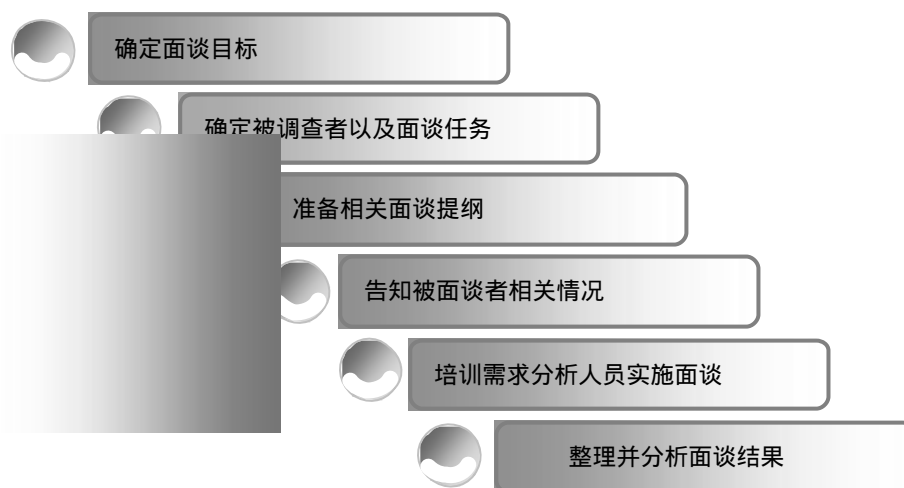 确定面谈目标
确定被调查者以及面谈任务
准备相关面谈提纲
告知被面谈者相关情况
培训需求分析人员实施面谈
整理并分析面谈结果